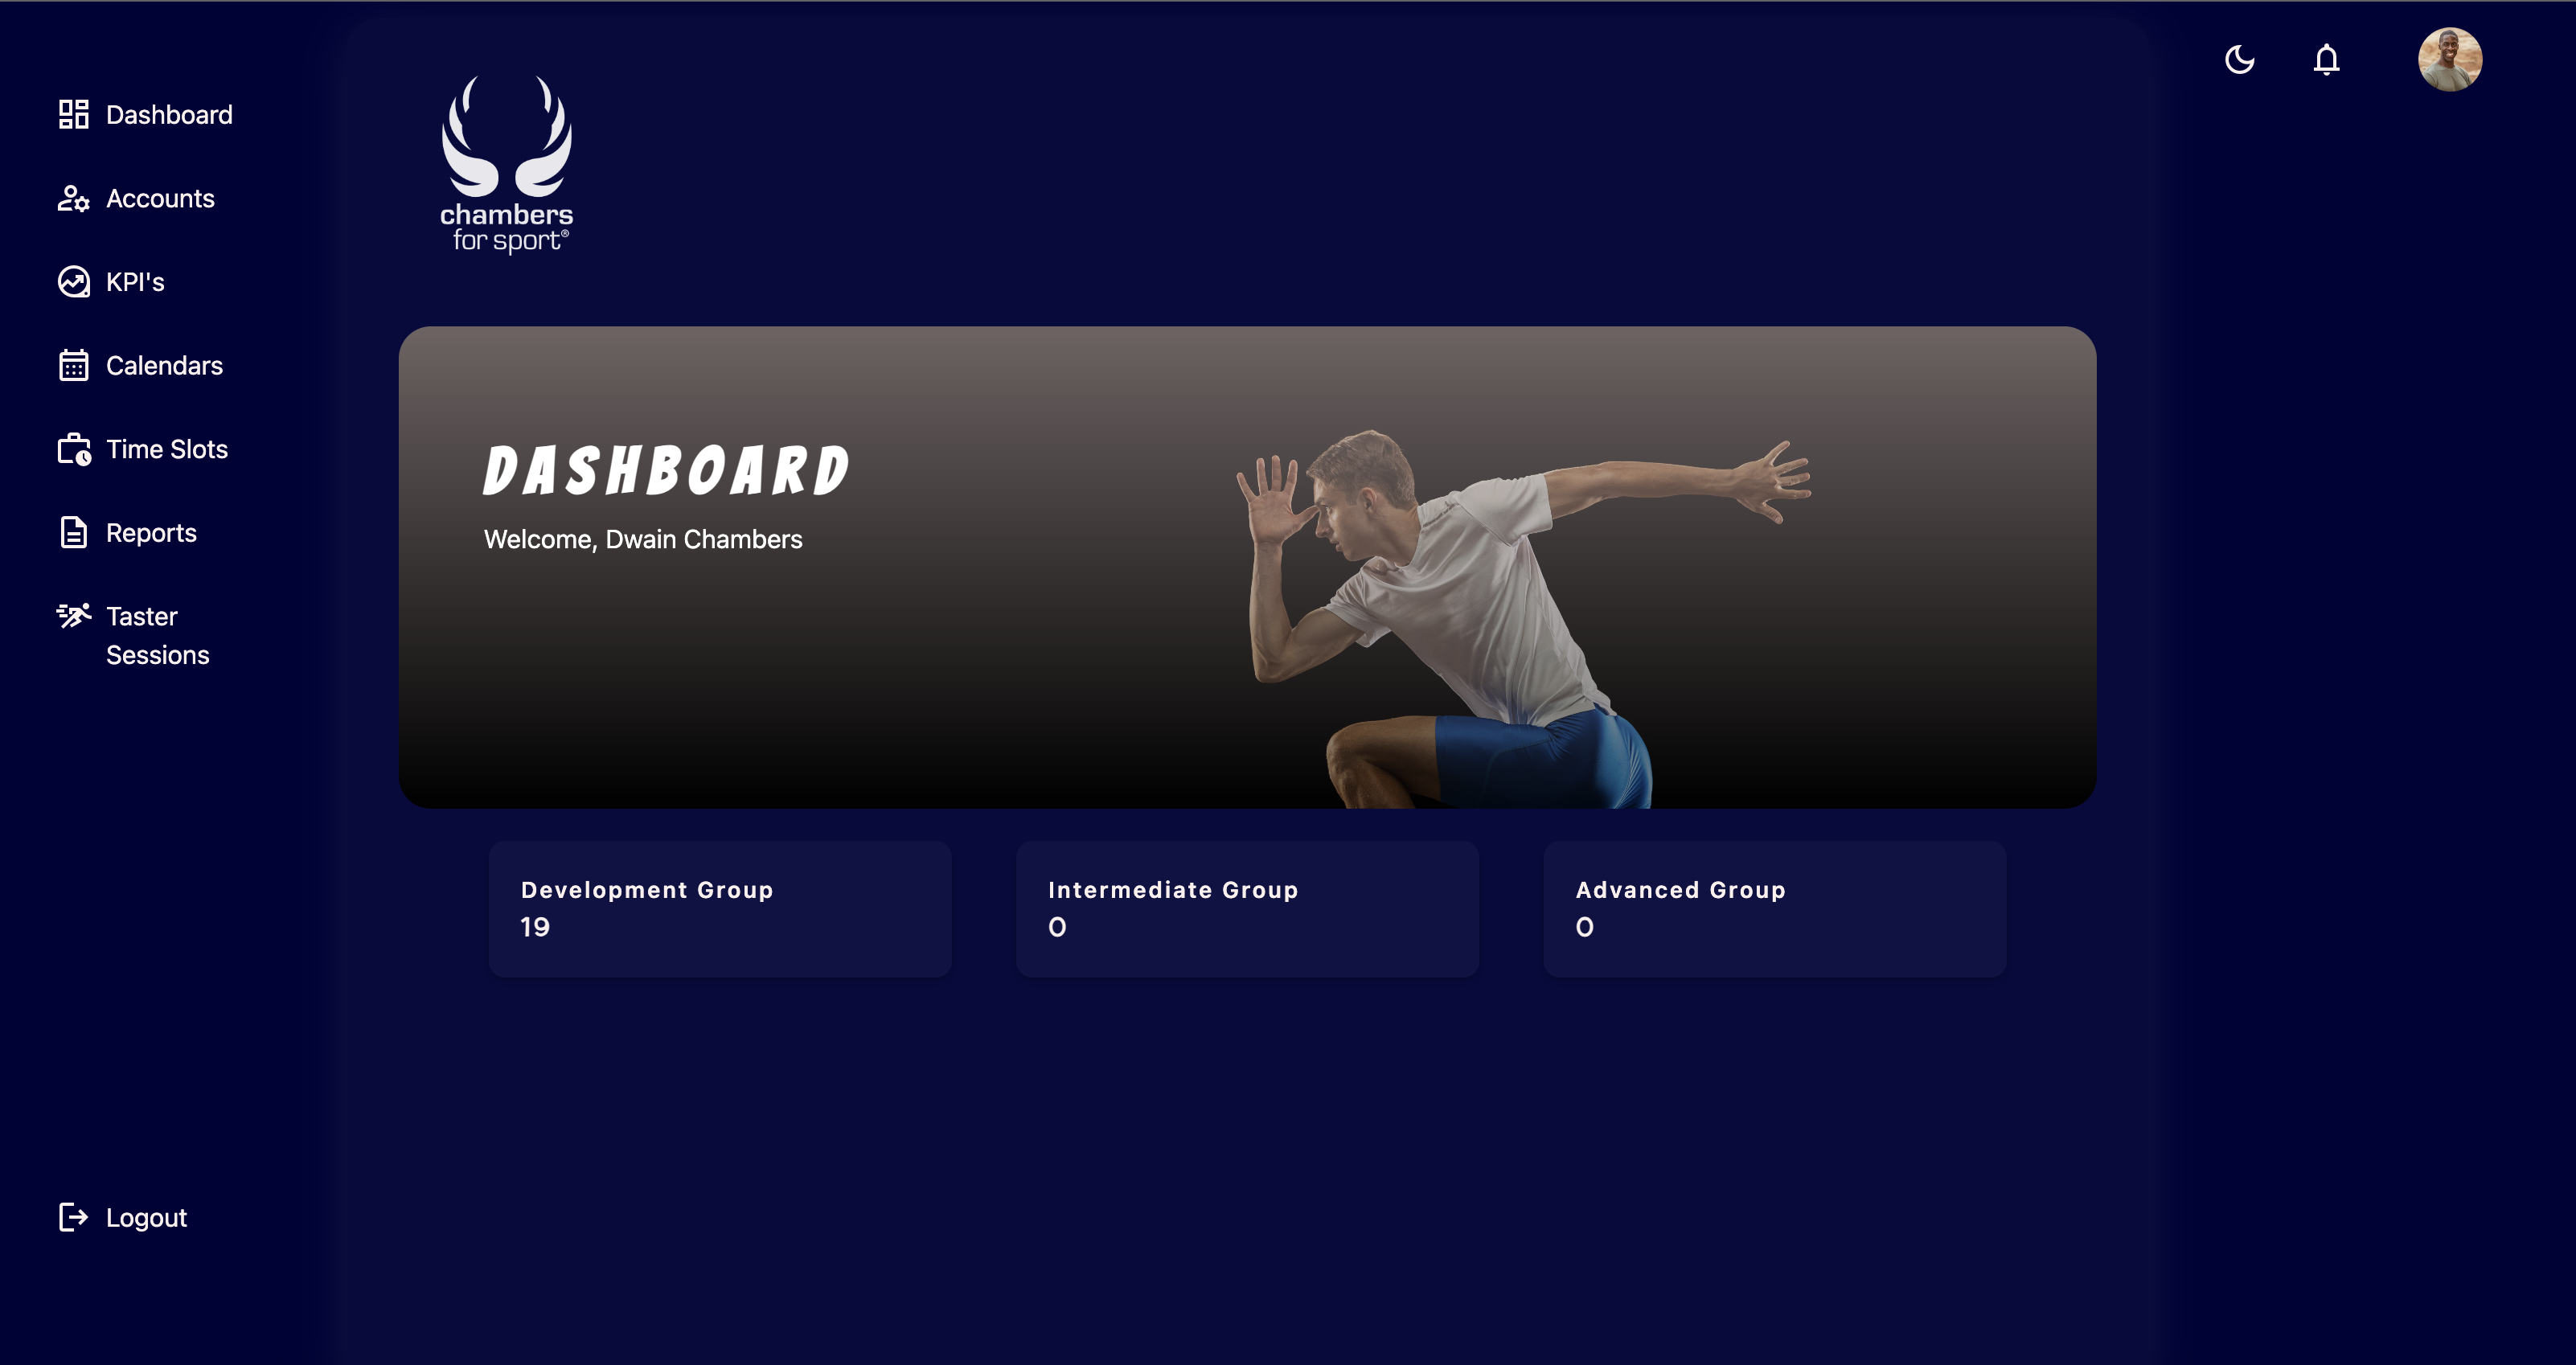 Dashboard
Accounts
KPI's
Calendars
Time Slots
Reports
Taster
Sessions
Logout
chambers
for sport®
DASHBOARD
Welcome, Dwain Chambers
Development Group
19
Intermediate Group
0
Advanced Group
0